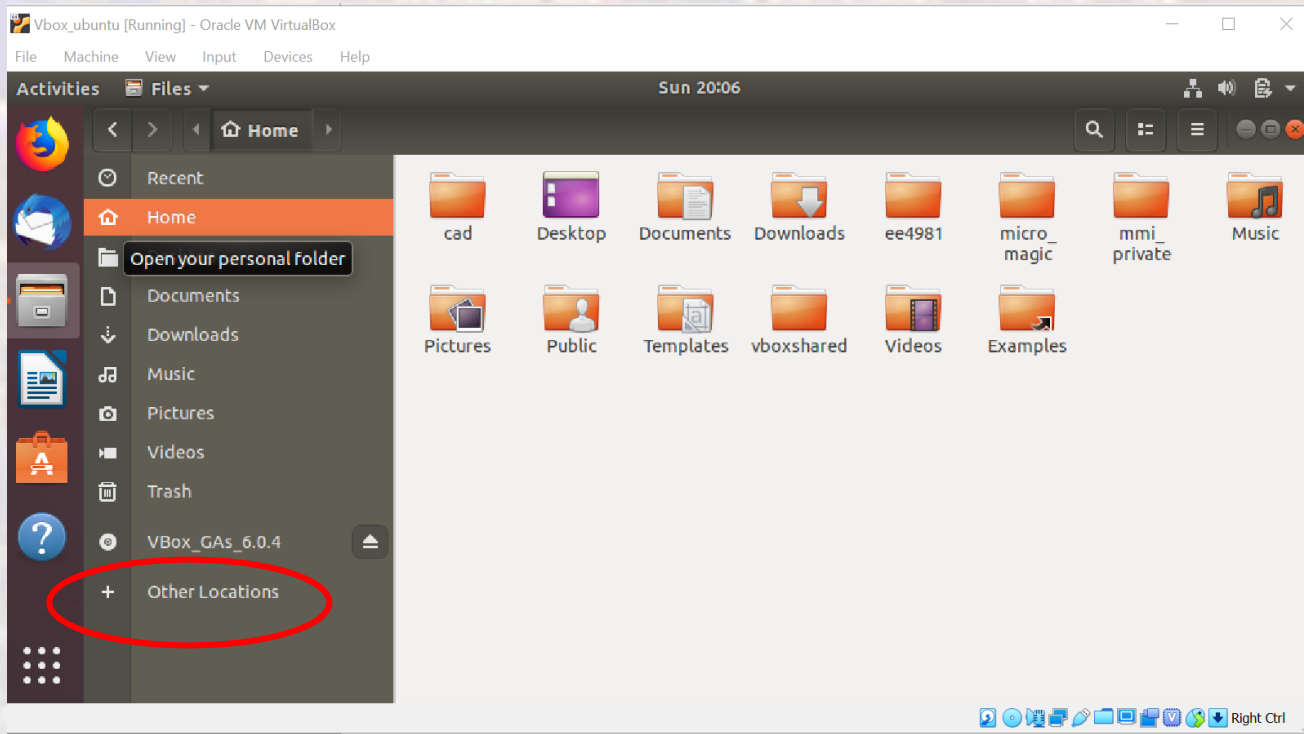 Vbox_ubuntu [Running] - Oracle VM VirtualBox
File Machine View Input Devices Help
Activities Files Sun 20:06
Home
Recent
Home
Open your personal folder
Documents
Downloads
Music
Pictures
Videos
Trash
VBox_GAs_6.0.4
Other Locations
cad Desktop Documents Downloads ee4981 micro_ mmi_ Music
magic private
Pictures Public Templates vboxshared Videos Examples
Right Ctrl